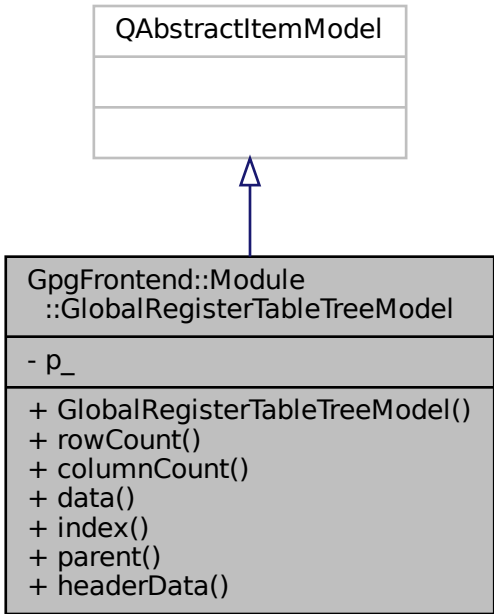 QAbstractItemModel
GpgFrontend::Module
::GlobalRegisterTableTreeModel
- p_
+ GlobalRegisterTableTreeModel()
+ rowCount()
+ columnCount()
+ data()
+ index()
+ parent()
+ headerData()